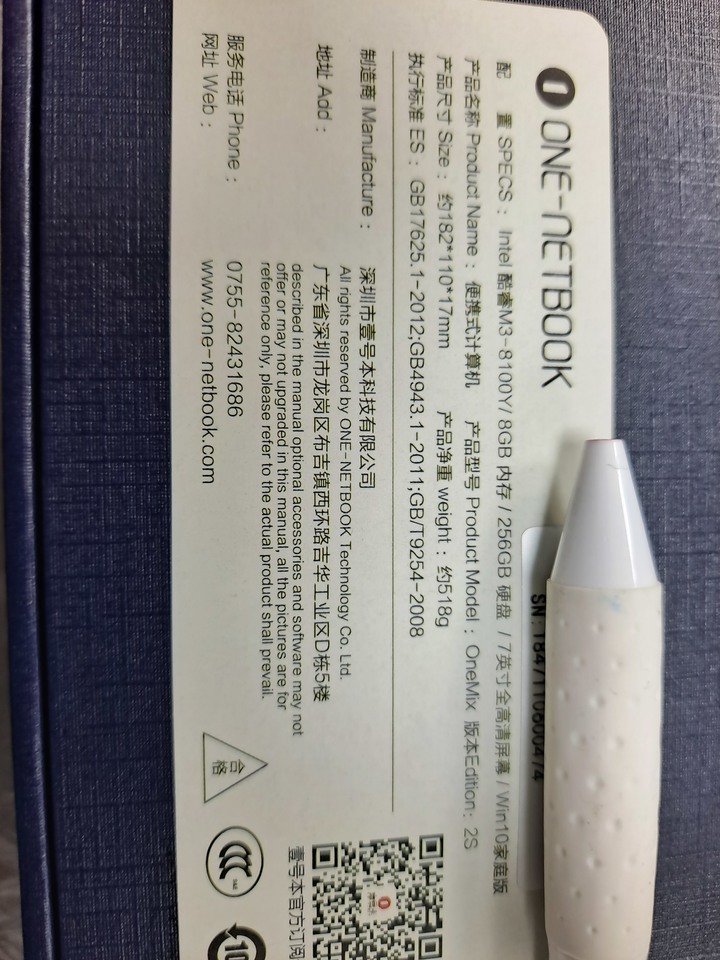 ONE-NETBOOK
配 置 SPECS： Intel 酷睿M3-8100Y/ 8GB 内存 / 256GB 硬盘 / 7英寸全高清屏幕 / Win10家庭版
产品名称 Product Name： 便携式计算机 产品型号 Product Model： OneMix 版本Edition：2S
产品尺寸 Size： 约182*110*17mm 产品净重 weight：约518g
执行标准 ES： GB17625.1-2012;GB4943.1-2011;GB/T9254-2008
制造商 Manufacture： 深圳市壹号本科技有限公司
All rights reserved by ONE-NETBOOK Technology Co. Ltd.
地址 Add： 广东省深圳市龙岗区布吉镇西环路吉华工业区D栋5楼
described in the manual optional accessories and software may not
offer or may not upgraded in this manual, all the pictures are for
reference only, please refer to the actual product shall prevail.
服务电话 Phone： 0755-82431686
网址 Web： www.one-netbook.com
SN:
合格
CCC
10
壹号本官方订阅